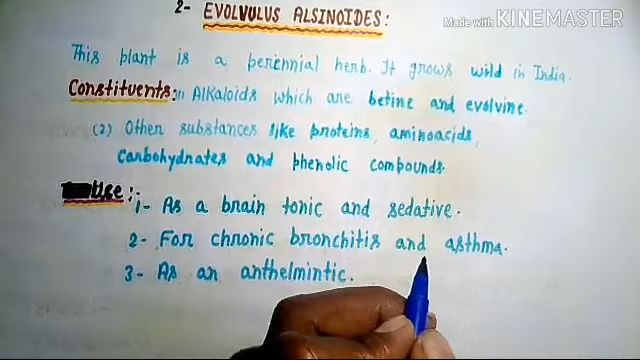 Made with KINEMASTER
2- EVOLVULUS ALSINOIDES:
This plant is a perennial herb. It grows wild in India.
Constituents: 1) Alkaloids which are betine and evolvine.
(2) Other substances like proteins, aminoacids,
carbohydrates and phenolic compounds.
Use:-
1- As a brain tonic and sedative.
2- For chronic bronchitis and asthma.
3- As an anthelmintic.